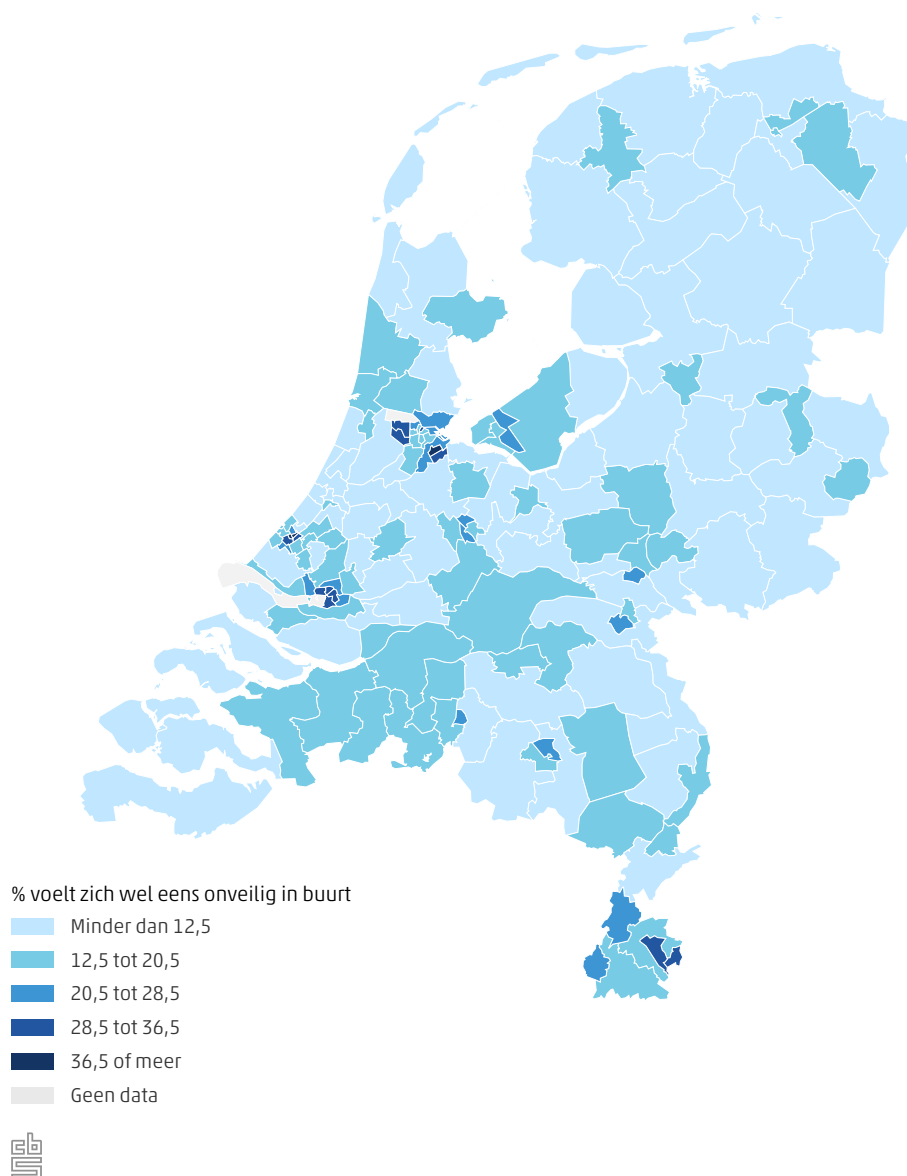 % voelt zich wel eens onveilig in buurt
Minder dan 12,5
12,5 tot 20,5
20,5 tot 28,5
28,5 tot 36,5
36,5 of meer
Geen data
cbs